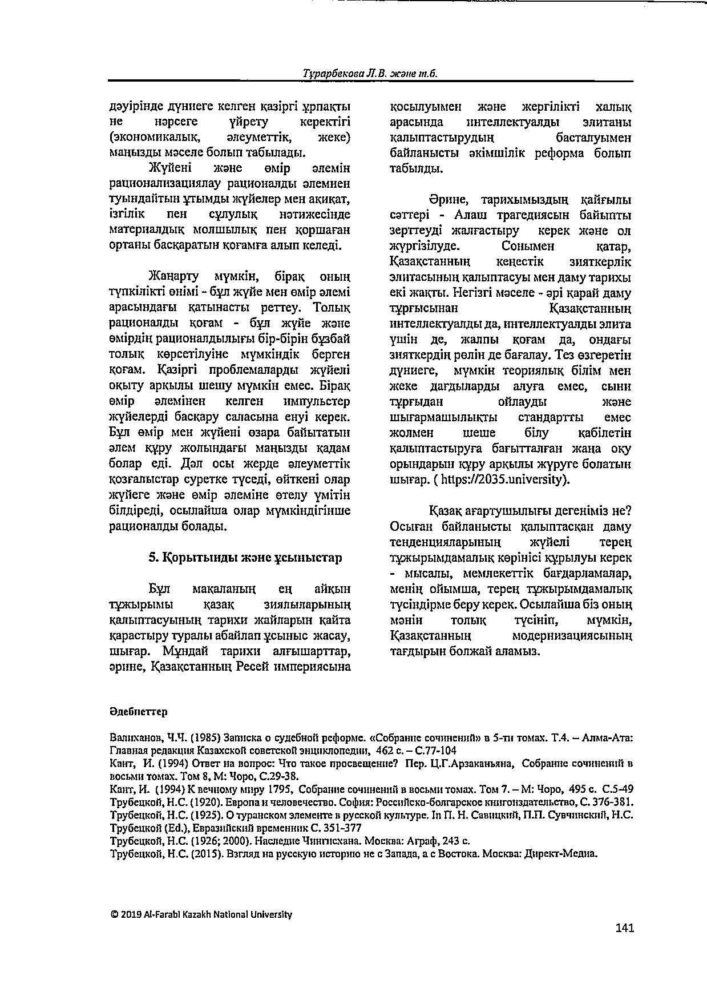 Тұрарбекова Л.В. және т.б.
дәуірінде дүниеге келген қазіргі ұрпақты
не нәрсеге үйрету керектігі
(экономикалық, әлеуметтік, жеке)
маңызды мәселе болып табылады.
Жүйені және өмір әлемін
рационализациялау рационалды әлемнен
туындайтын ұтымды жүйелер мен ақиқат,
ізгілік пен сұлулық нәтижесінде
материалдық молшылық пен қоршаған
ортаны басқаратын қоғамға алып келеді.
Жаңарту мүмкін, бірақ оның
түпкілікті өнімі - бұл жүйе мен өмір әлемі
арасындағы қатынасты реттеу. Толық
рационалды қоғам - бұл жүйе және
өмірдің рационалдылығы бір-бірін бұзбай
толық көрсетілуіне мүмкіндік берген
қоғам. Қазіргі проблемаларды жүйелі
оқыту арқылы шешу мүмкін емес. Бірақ
өмір әлемінен келген импульстер
жүйелерді басқару саласына енуі керек.
Бұл өмір мен жүйені өзара байытатын
әлем құру жолындағы маңызды қадам
болар еді. Дәл осы жерде әлеуметтік
қозғалыстар суретке түседі, өйткені олар
жүйеге және өмір әлеміне өтелу үмітін
білдіреді, осылайша олар мүмкіндігінше
рационалды болады.
5. Қорытынды және ұсыныстар
Бұл мақаланың ең айқын
тұжырымы қазақ зиялыларының
қалыптасуының тарихи жайларын қайта
қарастыру туралы абайлап ұсыныс жасау,
шығар. Мұндай тарихи алғышарттар,
әрине, Қазақстанның Ресей империясына
қосылуымен және жергілікті халық
арасында интеллектуалды элитаны
қалыптастырудың басталуымен
байланысты әкімшілік реформа болып
табылды.
Әрине, тарихымыздың қайғылы
сәттері - Алаш трагедиясын байыпты
зерттеуді жалғастыру керек және ол
жүргізілуде. Сонымен қатар,
Қазақстанның кеңестік зияткерлік
элитасының қалыптасуы мен даму тарихы
екі жақты. Негізгі мәселе - әрі қарай даму
тұрғысынан Қазақстанның
интеллектуалды да, интеллектуалды элита
үшін де, жалпы қоғам да, ондағы
зияткердің рөлін де бағалау. Тез өзгеретін
дүниеге, мүмкін теориялық білім мен
жеке дағдыларды алуға емес, сыни
тұрғыдан ойлауды және
шығармашылықты стандартты емес
жолмен шеше білу қабілетін
қалыптастыруға бағытталған жаңа оқу
орындарын құру арқылы жүруге болатын
шығар. ( https://2035.university).
Қазақ ағартушылығы дегеніміз не?
Осыған байланысты қалыптасқан даму
тенденцияларының жүйелі терең
тұжырымдамалық көрінісі құрылуы керек
- мысалы, мемлекеттік бағдарламалар,
менің ойымша, терең тұжырымдамалық
түсіндірме беру керек. Осылайша біз оның
мәнін толық түсініп, мүмкін,
Қазақстанның модернизациясының
тағдырын болжай аламыз.
Әдебиеттер
Валиханов, Ч.Ч. (1985) Записка о судебной реформе. «Собрание сочинений» в 5-ти томах. Т.4. – Алма-Ата:
Главная редакция Казахской советской энциклопедии, 462 с. – С.77-104
Кант, И. (1994) Ответ на вопрос: Что такое просвещение? Пер. Ц.Г.Арзаканьяна, Собрание сочинений в
восьми томах. Том 8, М: Чоро, С.29-38.
Кант, И. (1994) К вечному миру 1795, Собрание сочинений в восьми томах. Том 7. – М: Чоро, 495 с. С.5-49
Трубецкой, Н.С. (1920). Европа и человечество. София: Российско-болгарское книгоиздательство, С. 376-381.
Трубецкой, Н.С. (1925). О туранском элементе в русской культуре. In П. Н. Савицкий, П.П. Сувчинский, Н.С.
Трубецкой (Ed.), Евразийский временник С. 351-377
Трубецкой, Н.С. (1926; 2000). Наследие Чингисхана. Москва: Аграф, 243 с.
Трубецкой, Н.С. (2015). Взгляд на русскую историю не с Запада, а с Востока. Москва: Директ-Медиа.
© 2019 Al-Farabi Kazakh National University
141